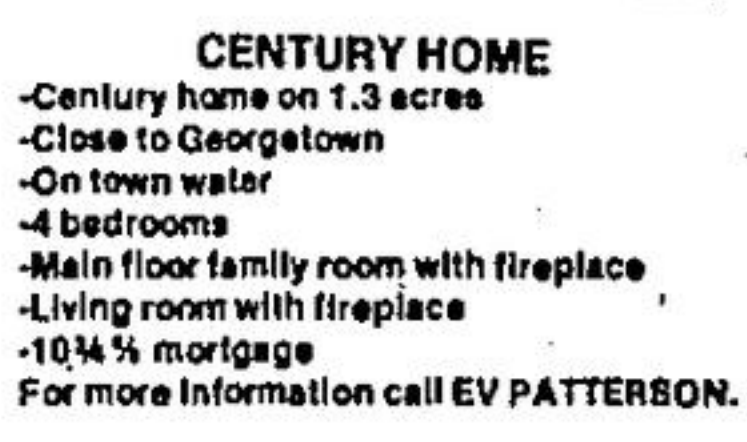 CENTURY HOME
-Century home on 1.3 acres
-Close to Georgetown
-On town water
-4 bedrooms
-Main floor family room with fireplace
-Living room with fireplace
-10¼% mortgage
For more information call EV PATTERSON.